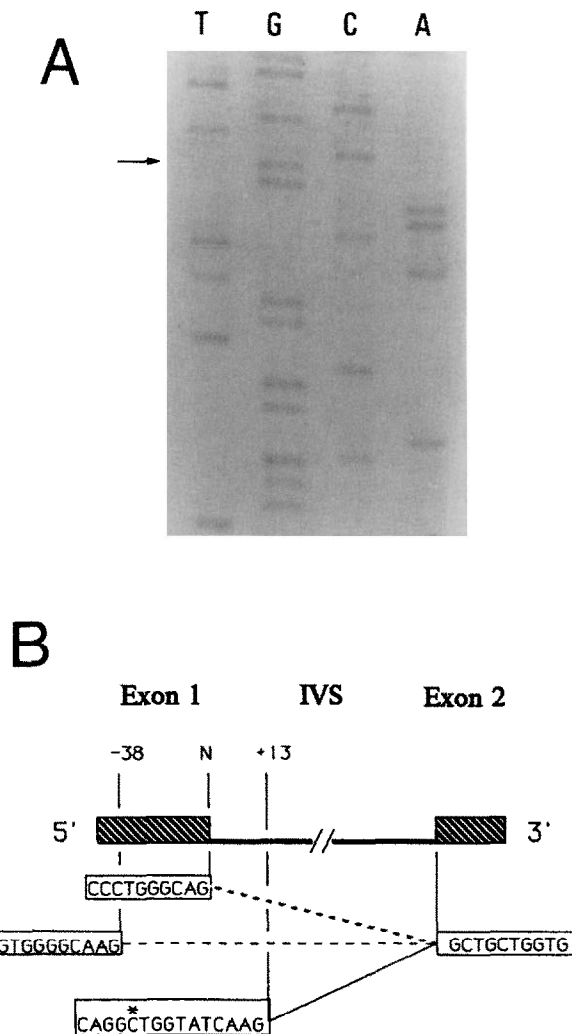 T G C A
A
B
Exon 1 IVS Exon 2
-38 N +13
5' 3'
CCCTGGGCAG
GTGGGGCAAG GCTGCTGGTG
*
CAGGCTGGTATCAAG